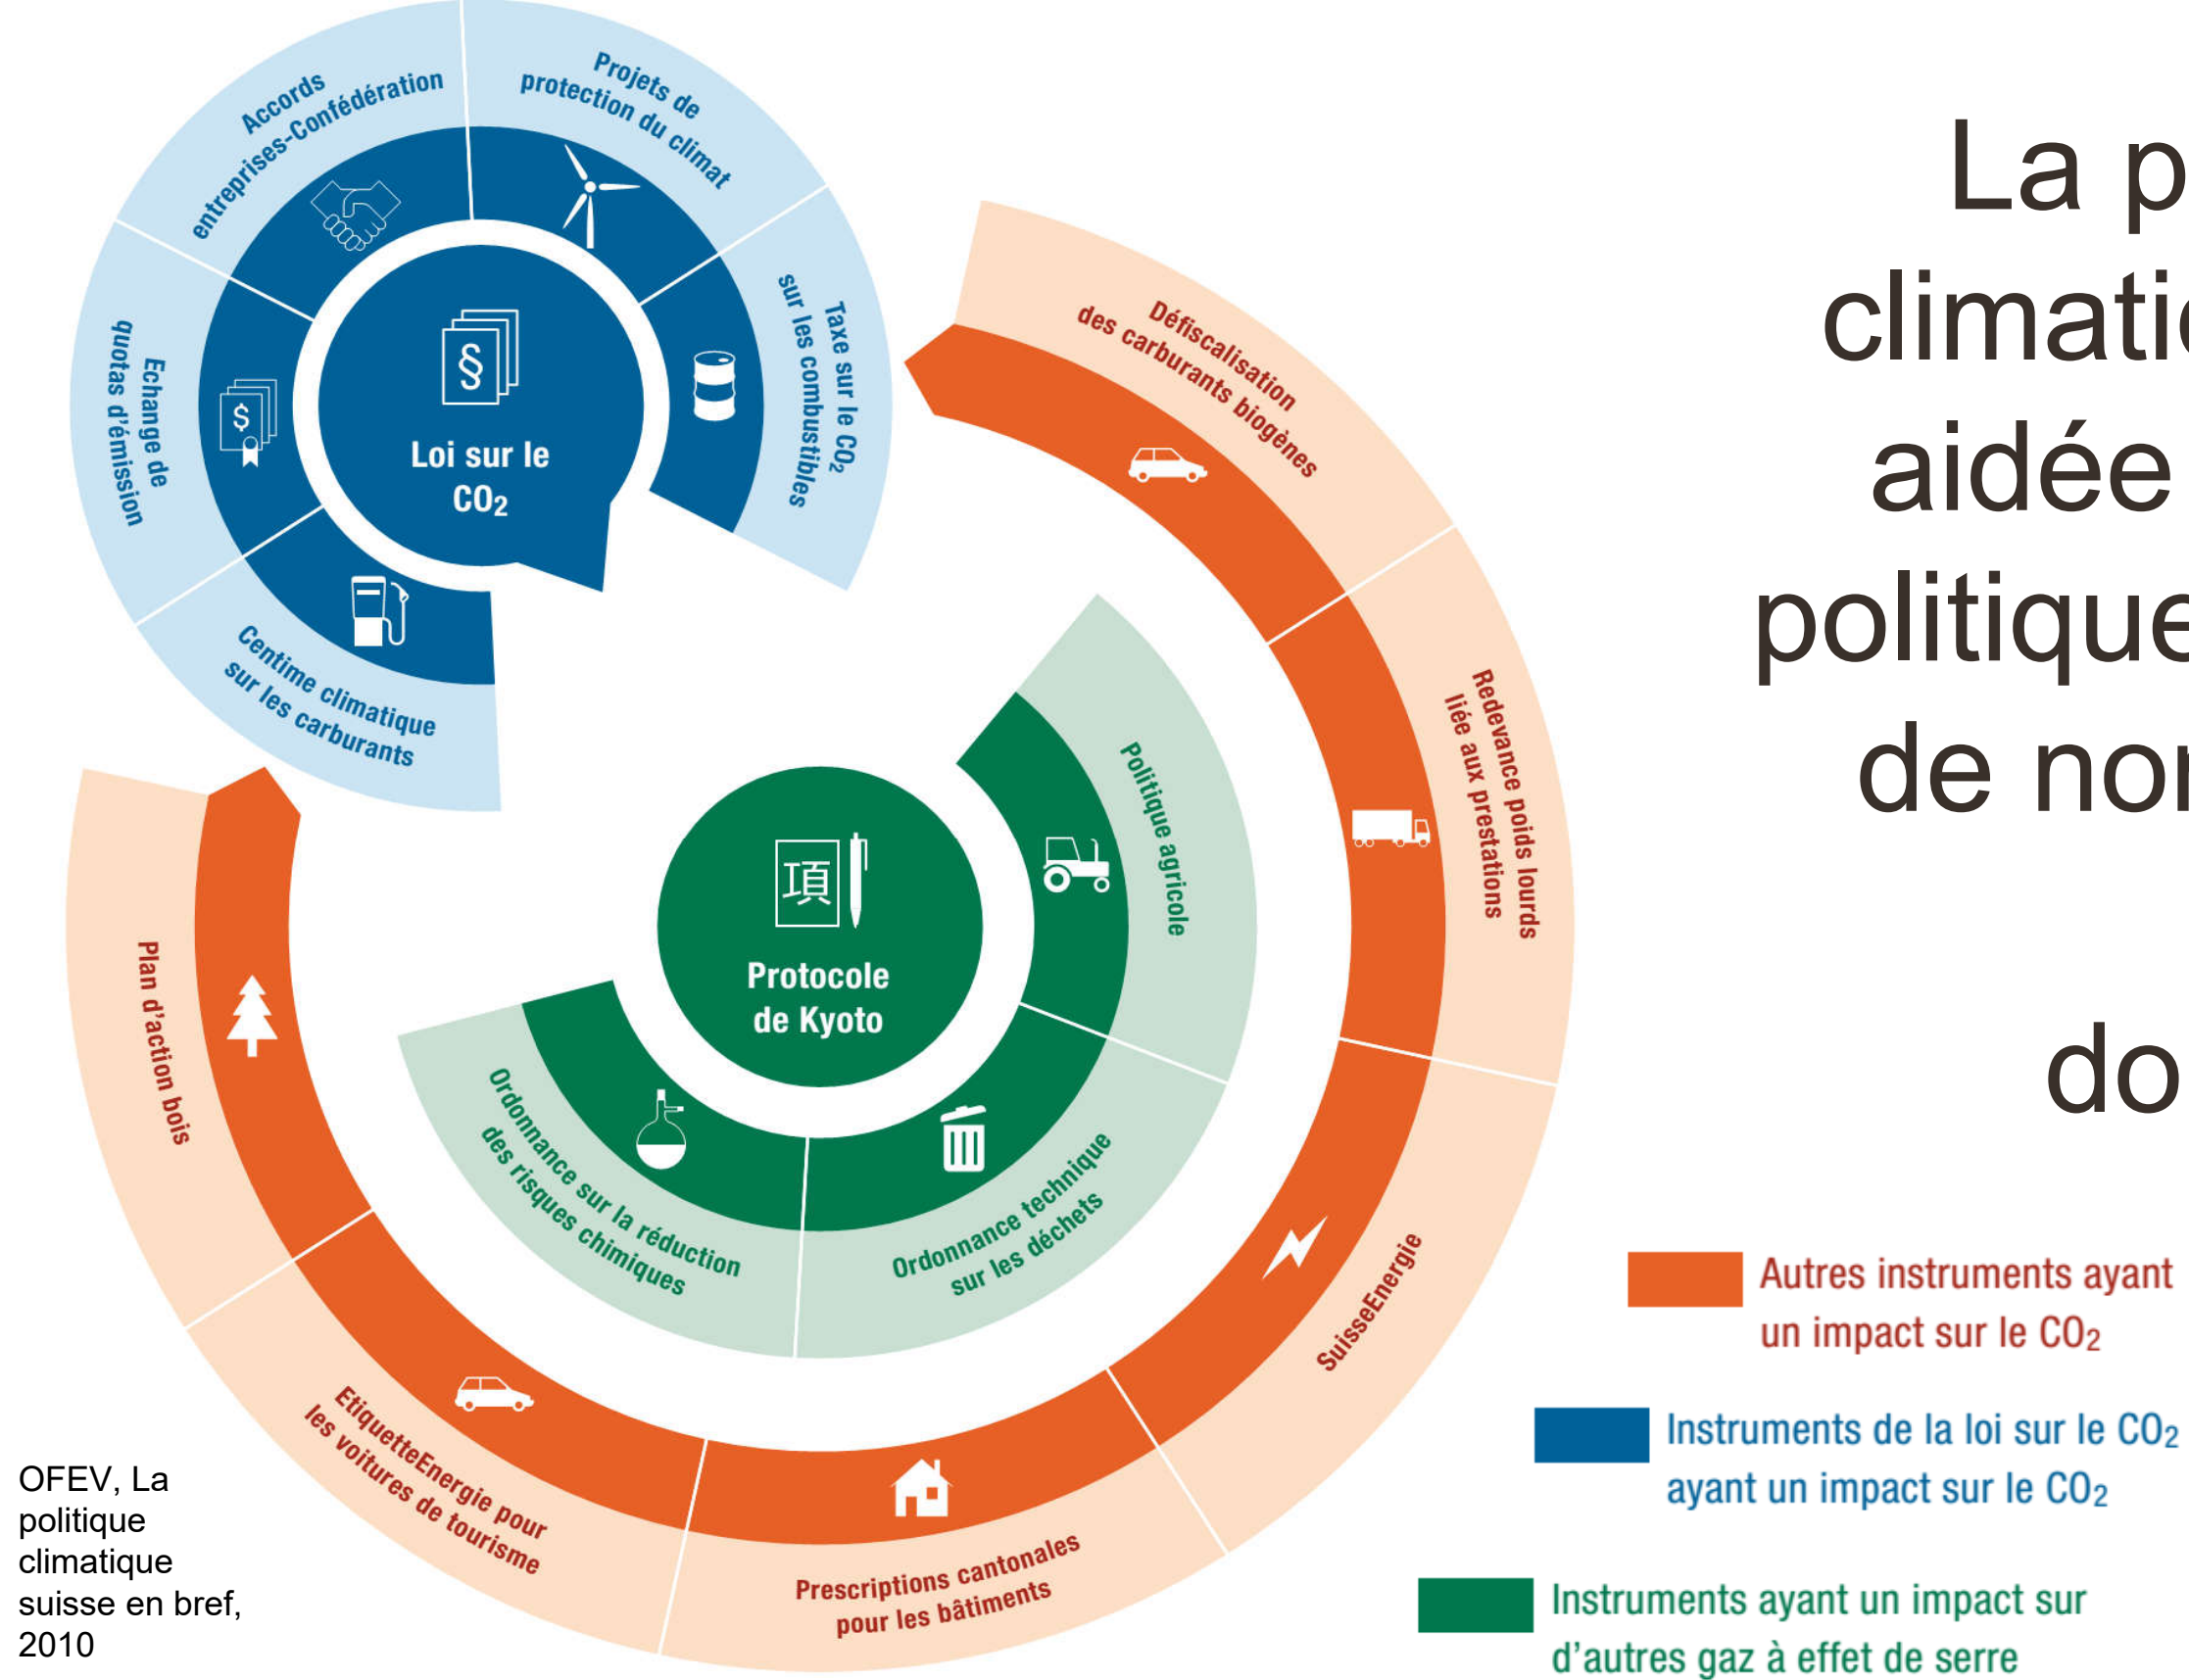 Accords
entreprises-Confédération
Projets de
protection du climat
Taxe sur le CO₂
sur les combustibles
Echange de
quotas d'émission
Centime climatique
sur les carburants
§
$
Loi sur le
CO₂
Défiscalisation
des carburants biogènes
Redevance poids lourds
liée aux prestations
SuisseEnergie
Prescriptions cantonales
pour les bâtiments
EtiquetteEnergie pour
les voitures de tourisme
Plan d'action bois
項
Protocole
de Kyoto
Politique agricole
Ordonnance technique
sur les déchets
Ordonnance sur la réduction
des risques chimiques
La p
climatiq
aidée
politique
de nor
do
Autres instruments ayant
un impact sur le CO₂
Instruments de la loi sur le CO₂
ayant un impact sur le CO₂
Instruments ayant un impact sur
d'autres gaz à effet de serre
OFEV, La
politique
climatique
suisse en bref,
2010